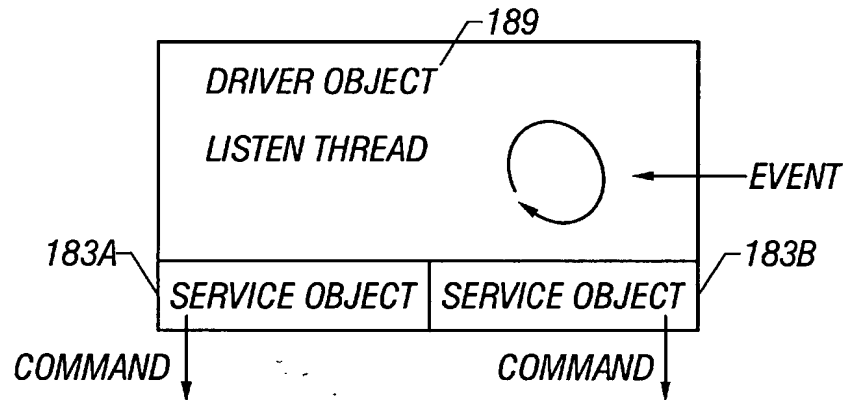 189
DRIVER OBJECT
LISTEN THREAD
EVENT
183A
183B
SERVICE OBJECT
SERVICE OBJECT
COMMAND
COMMAND